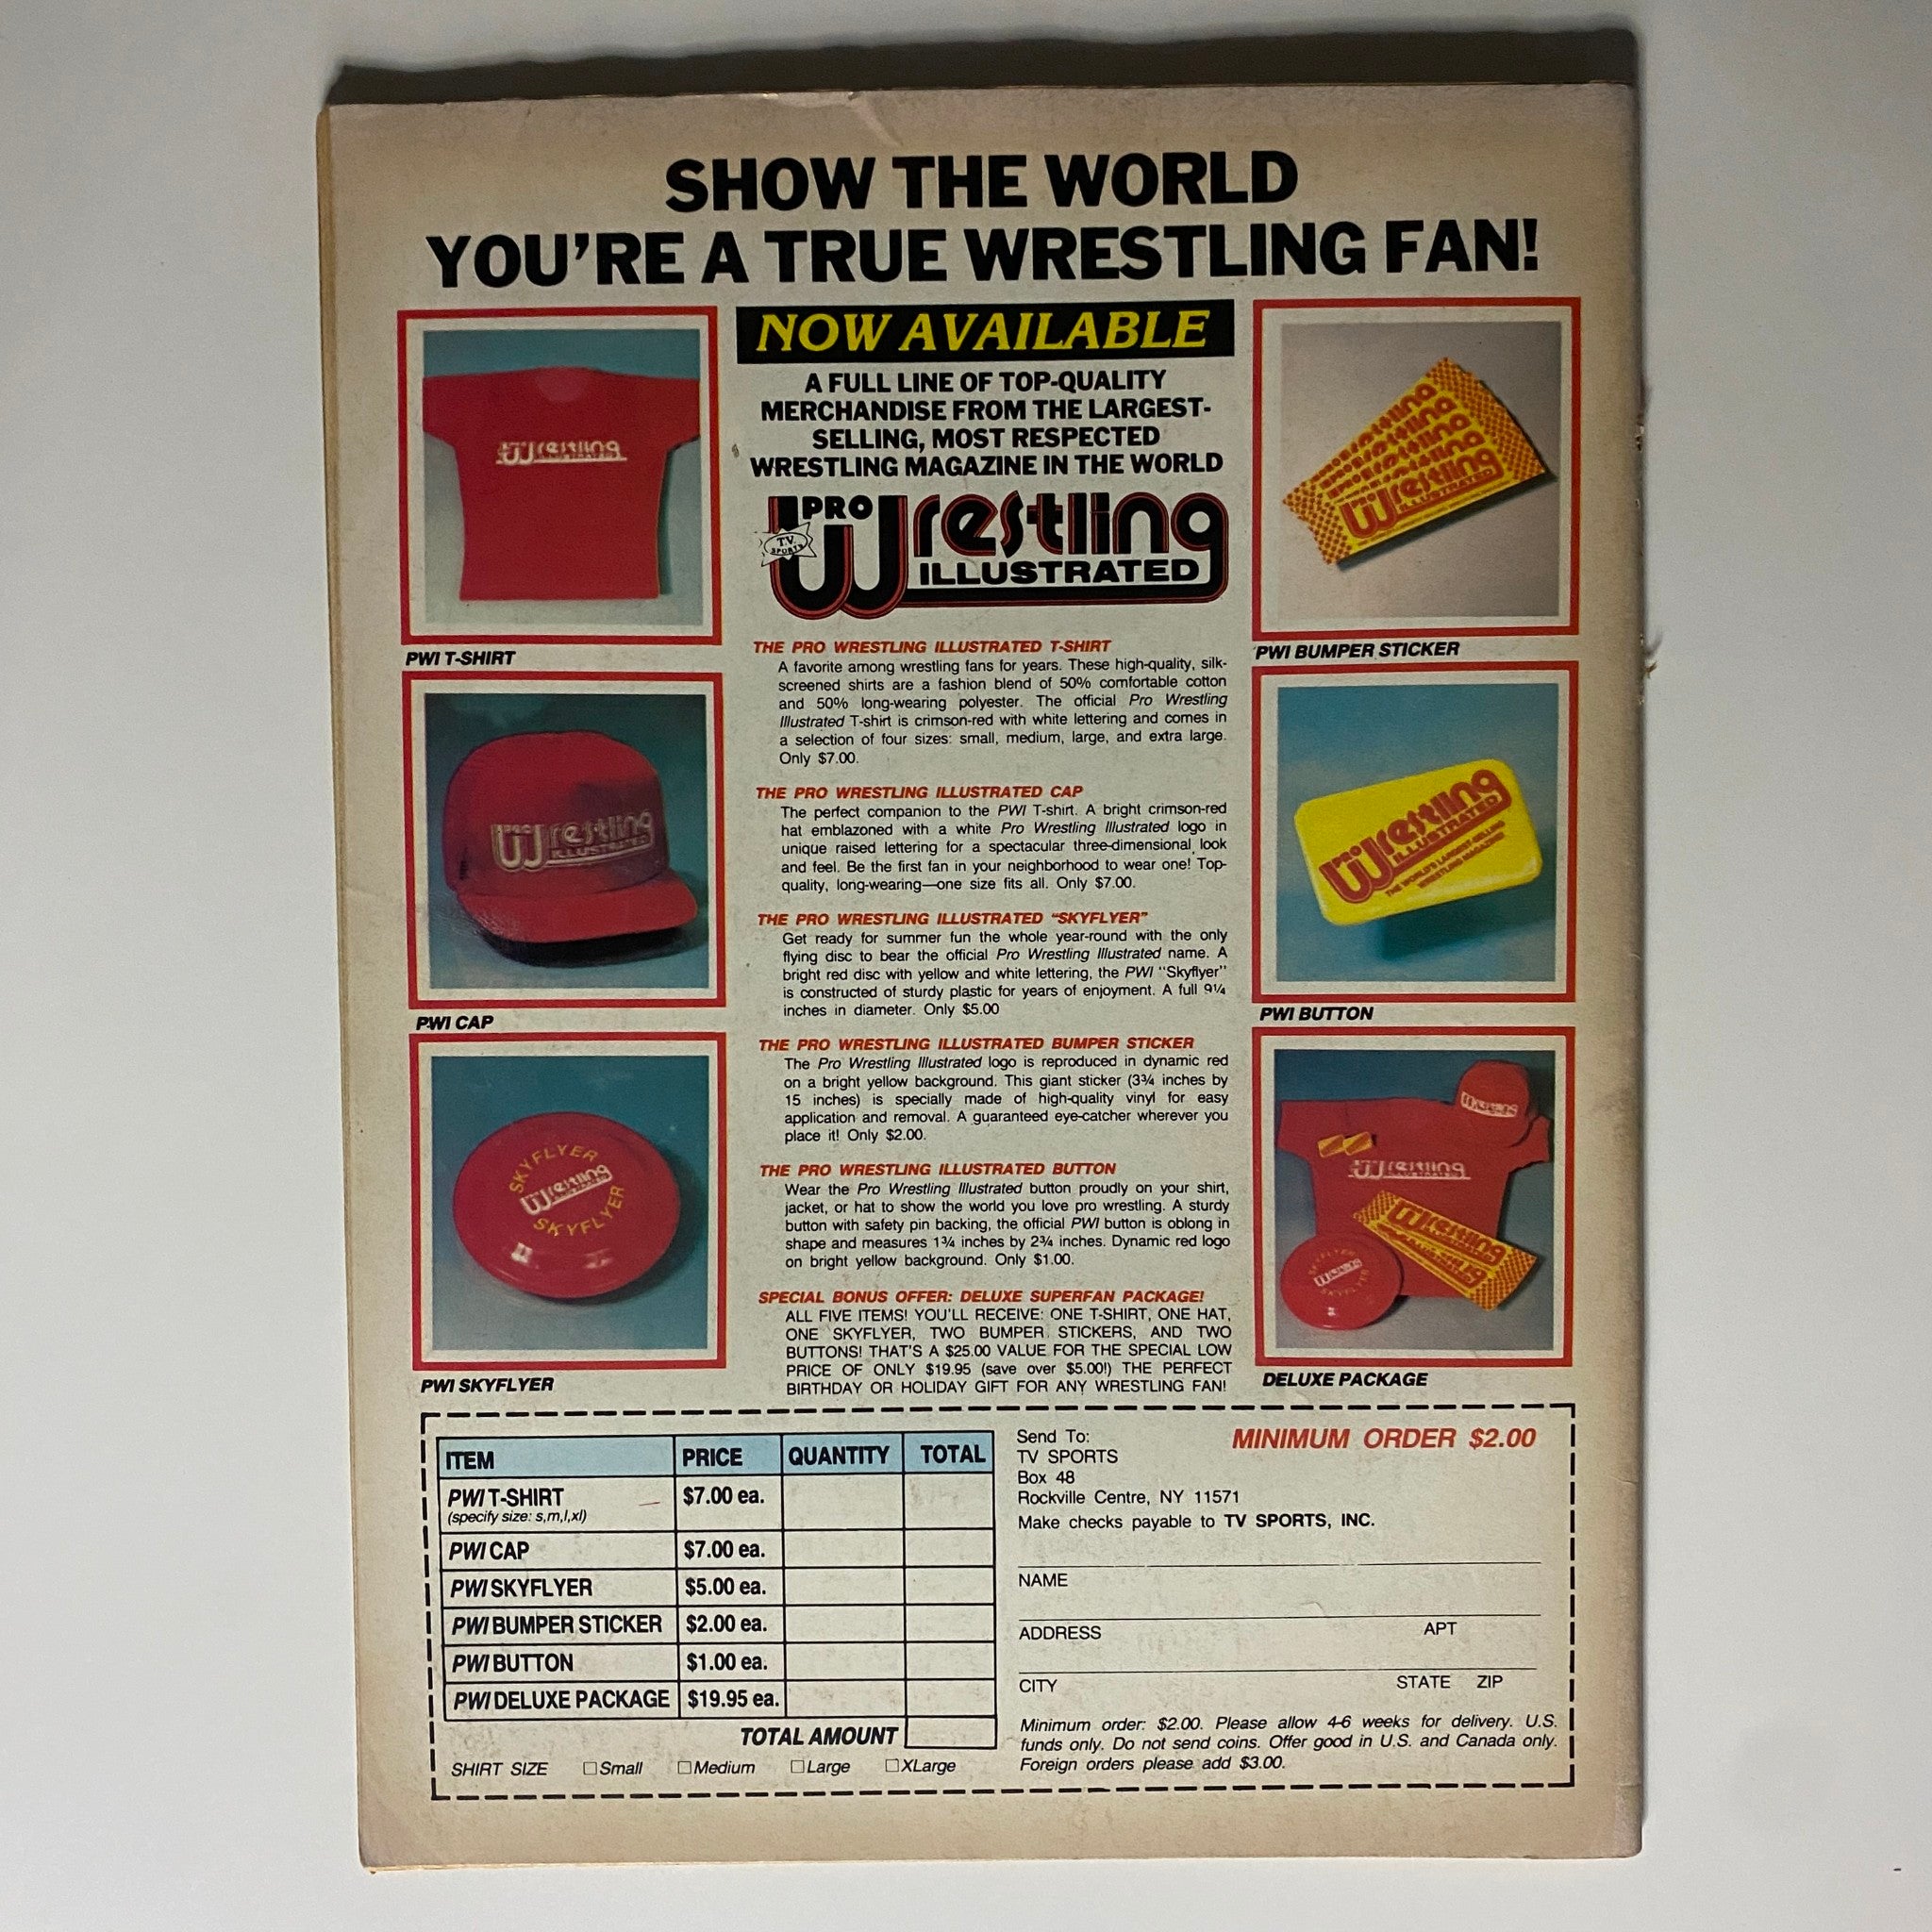 SHOW THE WORLD
YOU'RE A TRUE WRESTLING FAN!
NOW AVAILABLE
A FULL LINE OF TOP-QUALITY
MERCHANDISE FROM THE LARGEST-
SELLING, MOST RESPECTED
WRESTLING MAGAZINE IN THE WORLD
PRO
Wrestling
T.V.
SPORTS
ILLUSTRATED
Wrestling
ILLUSTRATED
PWI T-SHIRT
Wrestling
ILLUSTRATED
PWI CAP
SKYFLYER
Wrestling
SKYFLYER
PWI SKYFLYER
THE PRO WRESTLING ILLUSTRATED T-SHIRT
A favorite among wrestling fans for years. These high-quality, silk-
screened shirts are a fashion blend of 50% comfortable cotton
and 50% long-wearing polyester. The official Pro Wrestling
Illustrated T-shirt is crimson-red with white lettering and comes in
a selection of four sizes: small, medium, large, and extra large.
Only $7.00.
THE PRO WRESTLING ILLUSTRATED CAP
The perfect companion to the PWI T-shirt. A bright crimson-red
hat emblazoned with a white Pro Wrestling Illustrated logo in
unique raised lettering for a spectacular three-dimensional look
and feel. Be the first fan in your neighborhood to wear one! Top-
quality, long-wearing—one size fits all. Only $7.00.
THE PRO WRESTLING ILLUSTRATED "SKYFLYER"
Get ready for summer fun the whole year-round with the only
flying disc to bear the official Pro Wrestling Illustrated name. A
bright red disc with yellow and white lettering, the PWI "Skyflyer"
is constructed of sturdy plastic for years of enjoyment. A full 9¼
inches in diameter. Only $5.00
THE PRO WRESTLING ILLUSTRATED BUMPER STICKER
The Pro Wrestling Illustrated logo is reproduced in dynamic red
on a bright yellow background. This giant sticker (3¾ inches by
15 inches) is specially made of high-quality vinyl for easy
application and removal. A guaranteed eye-catcher wherever you
place it! Only $2.00.
THE PRO WRESTLING ILLUSTRATED BUTTON
Wear the Pro Wrestling Illustrated button proudly on your shirt,
jacket, or hat to show the world you love pro wrestling. A sturdy
button with safety pin backing, the official PWI button is oblong in
shape and measures 1¾ inches by 2¾ inches. Dynamic red logo
on bright yellow background. Only $1.00.
SPECIAL BONUS OFFER: DELUXE SUPERFAN PACKAGE!
ALL FIVE ITEMS! YOU'LL RECEIVE: ONE T-SHIRT, ONE HAT,
ONE SKYFLYER, TWO BUMPER STICKERS, AND TWO
BUTTONS! THAT'S A $25.00 VALUE FOR THE SPECIAL LOW
PRICE OF ONLY $19.95 (save over $5.00!) THE PERFECT
BIRTHDAY OR HOLIDAY GIFT FOR ANY WRESTLING FAN!
Wrestling
ILLUSTRATED
PWI BUMPER STICKER
PRO
Wrestling
ILLUSTRATED
THE WORLD'S LARGEST-SELLING
WRESTLING MAGAZINE
PWI BUTTON
Wrestling
Wrestling
SKYFLYER
SKYFLYER
DELUXE PACKAGE
ITEM PRICE QUANTITY TOTAL
PWI T-SHIRT $7.00 ea.
(specify size: s,m,l,xl)
PWI CAP $7.00 ea.
PWI SKYFLYER $5.00 ea.
PWI BUMPER STICKER $2.00 ea.
PWI BUTTON $1.00 ea.
PWI DELUXE PACKAGE $19.95 ea.
TOTAL AMOUNT
SHIRT SIZE □Small □Medium □Large □XLarge
MINIMUM ORDER $2.00
Send To:
TV SPORTS
Box 48
Rockville Centre, NY 11571
Make checks payable to TV SPORTS, INC.
NAME
ADDRESS APT
CITY STATE ZIP
Minimum order: $2.00. Please allow 4-6 weeks for delivery. U.S.
funds only. Do not send coins. Offer good in U.S. and Canada only.
Foreign orders please add $3.00.